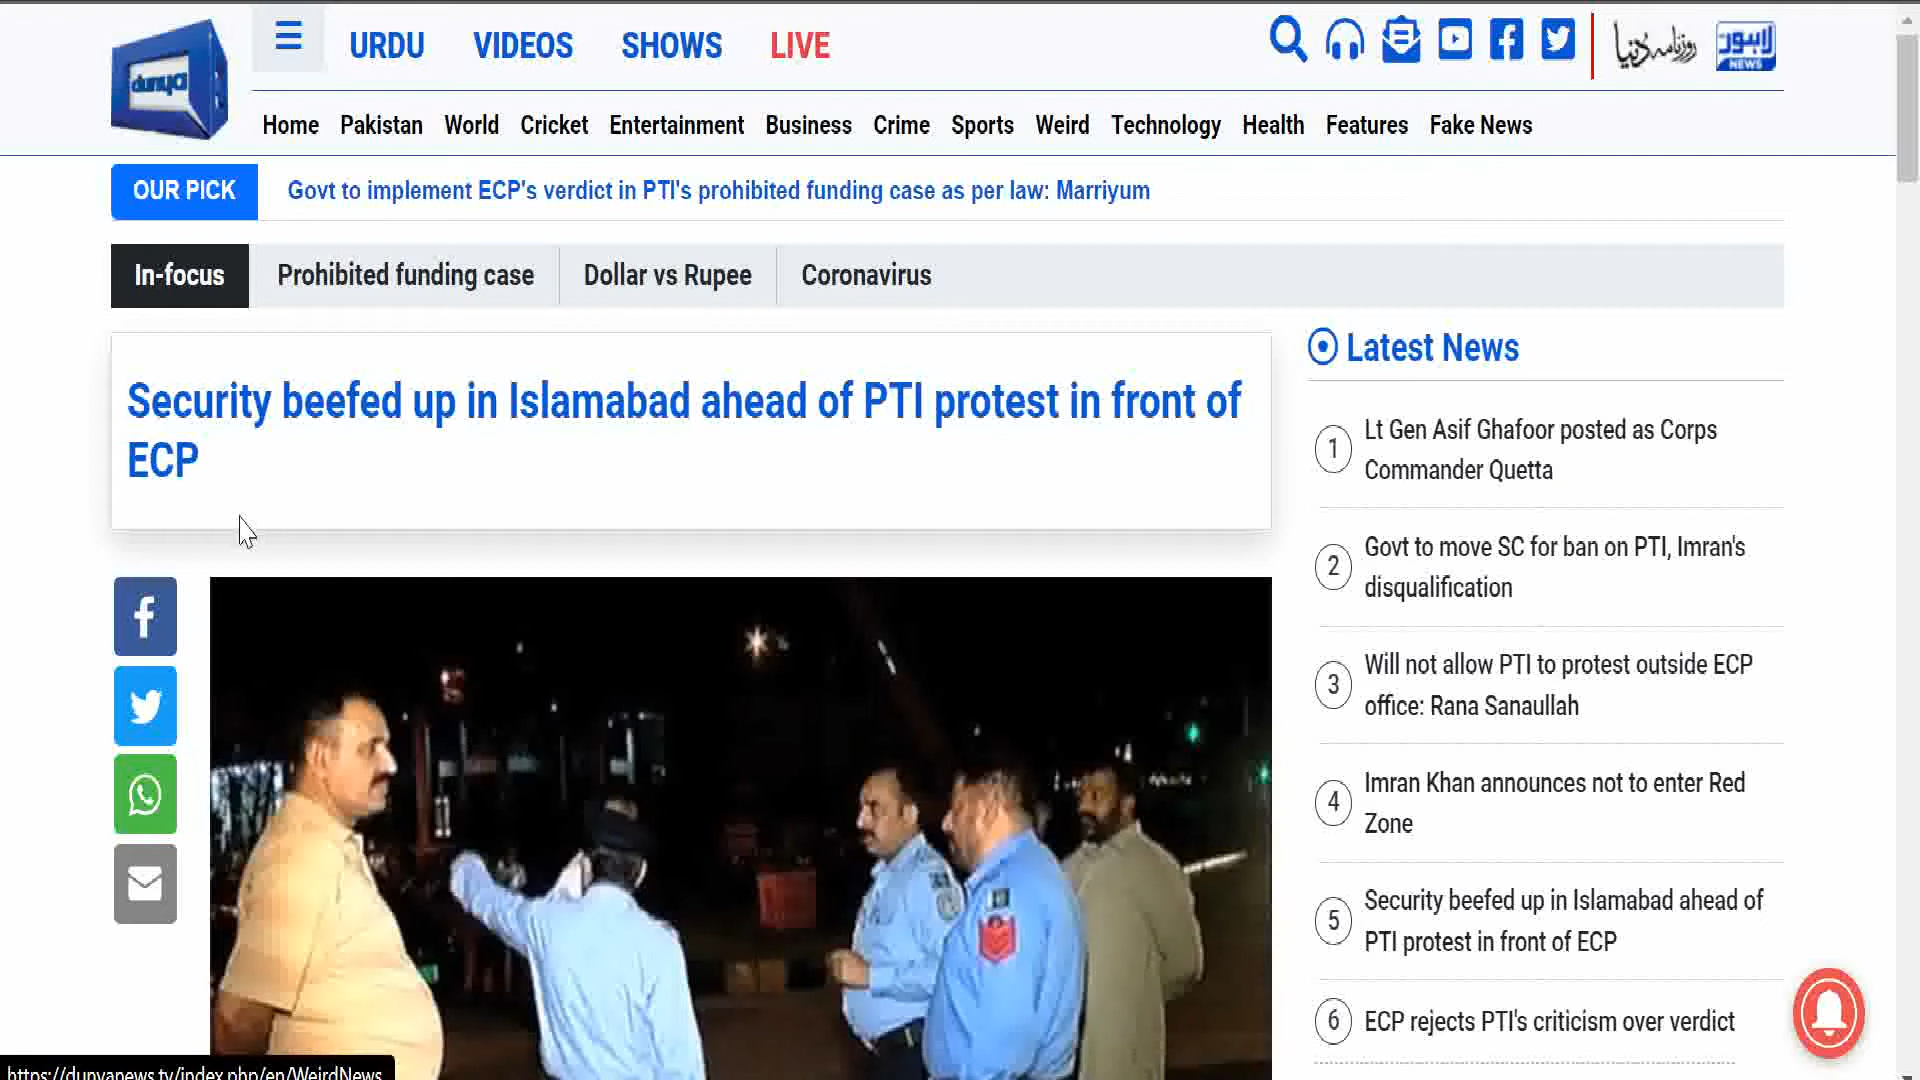 dunya
URDU VIDEOS SHOWS LIVE
روزنامہ دنیا
لاہور
NEWS
Home Pakistan World Cricket Entertainment Business Crime Sports Weird Technology Health Features Fake News
OUR PICK Govt to implement ECP's verdict in PTI's prohibited funding case as per law: Marriyum
In-focus Prohibited funding case Dollar vs Rupee Coronavirus
Security beefed up in Islamabad ahead of PTI protest in front of
ECP
Latest News
1 Lt Gen Asif Ghafoor posted as Corps
Commander Quetta
2 Govt to move SC for ban on PTI, Imran's
disqualification
3 Will not allow PTI to protest outside ECP
office: Rana Sanaullah
4 Imran Khan announces not to enter Red
Zone
5 Security beefed up in Islamabad ahead of
PTI protest in front of ECP
6 ECP rejects PTI's criticism over verdict
https://dunyanews.tv/index.php/en/WeirdNews